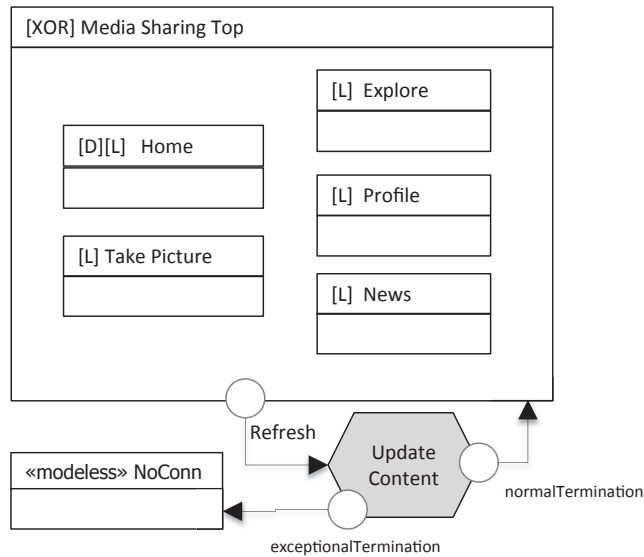 [XOR] Media Sharing Top
[L] Explore
[D][L] Home
[L] Profile
[L] Take Picture
[L] News
Refresh
Update
Content
«modeless» NoConn
normalTermination
exceptionalTermination